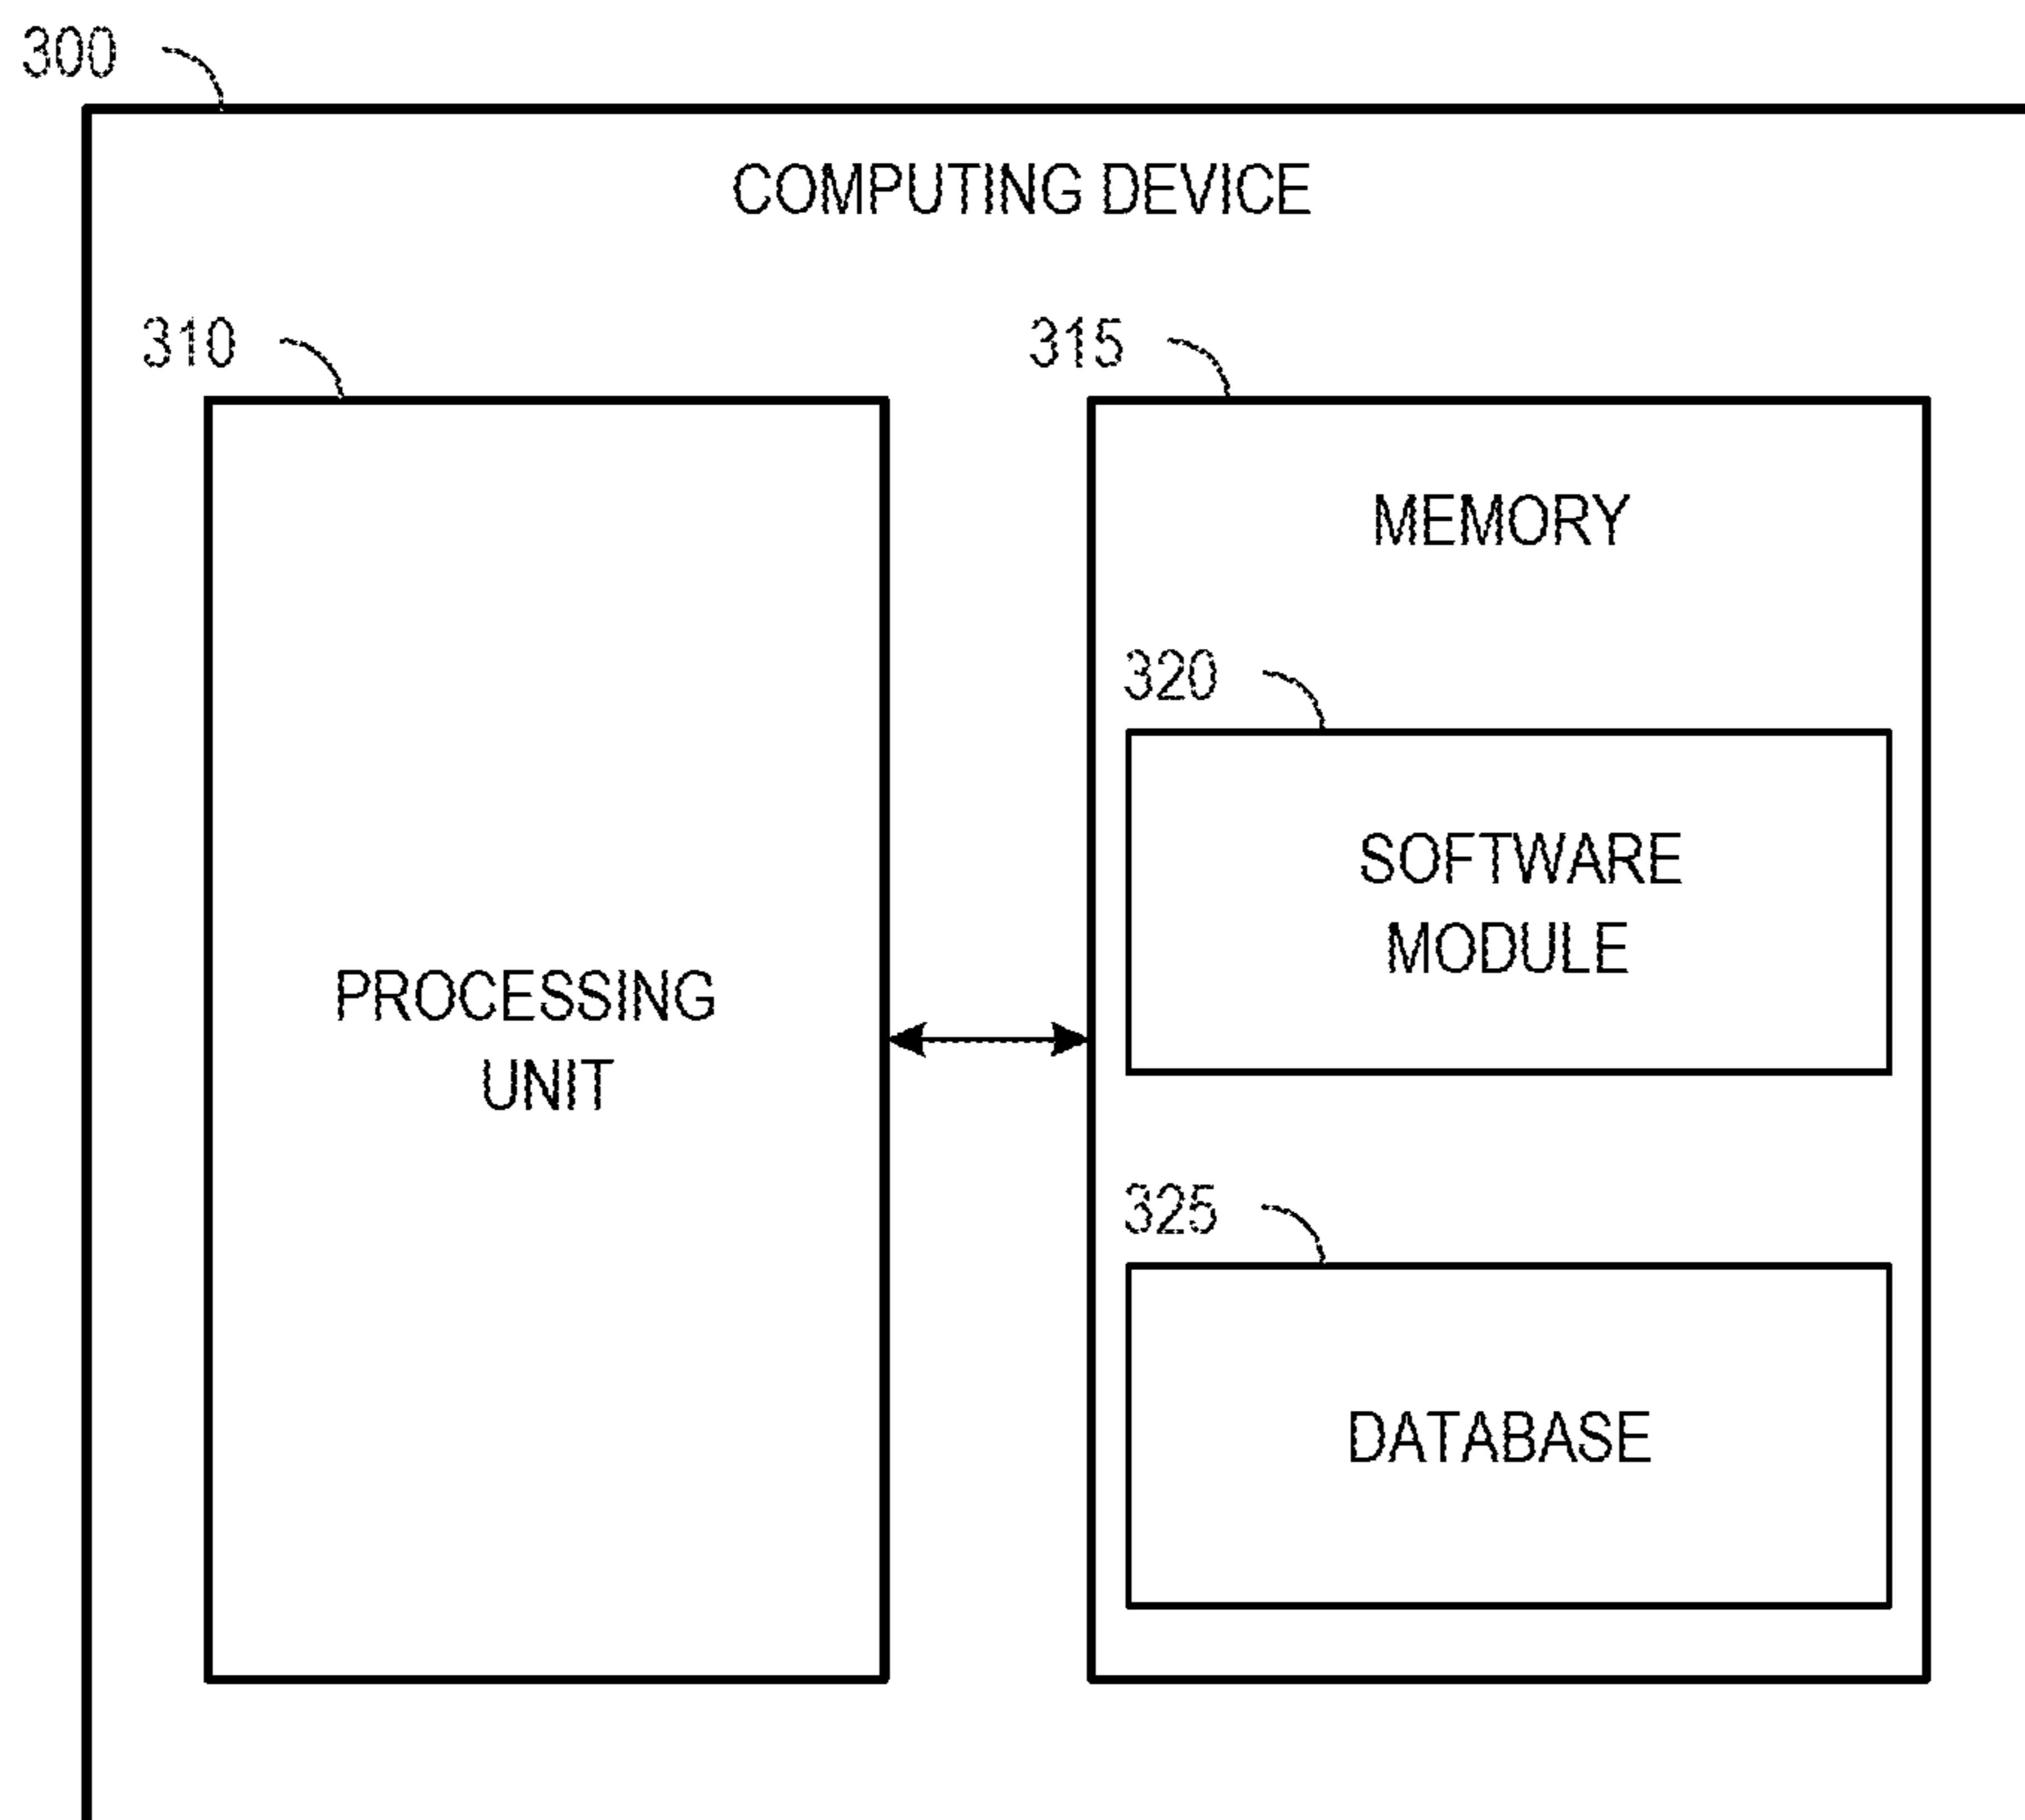 300
COMPUTING DEVICE
310
315
MEMORY
320
SOFTWARE
MODULE
PROCESSING
UNIT
325
DATABASE